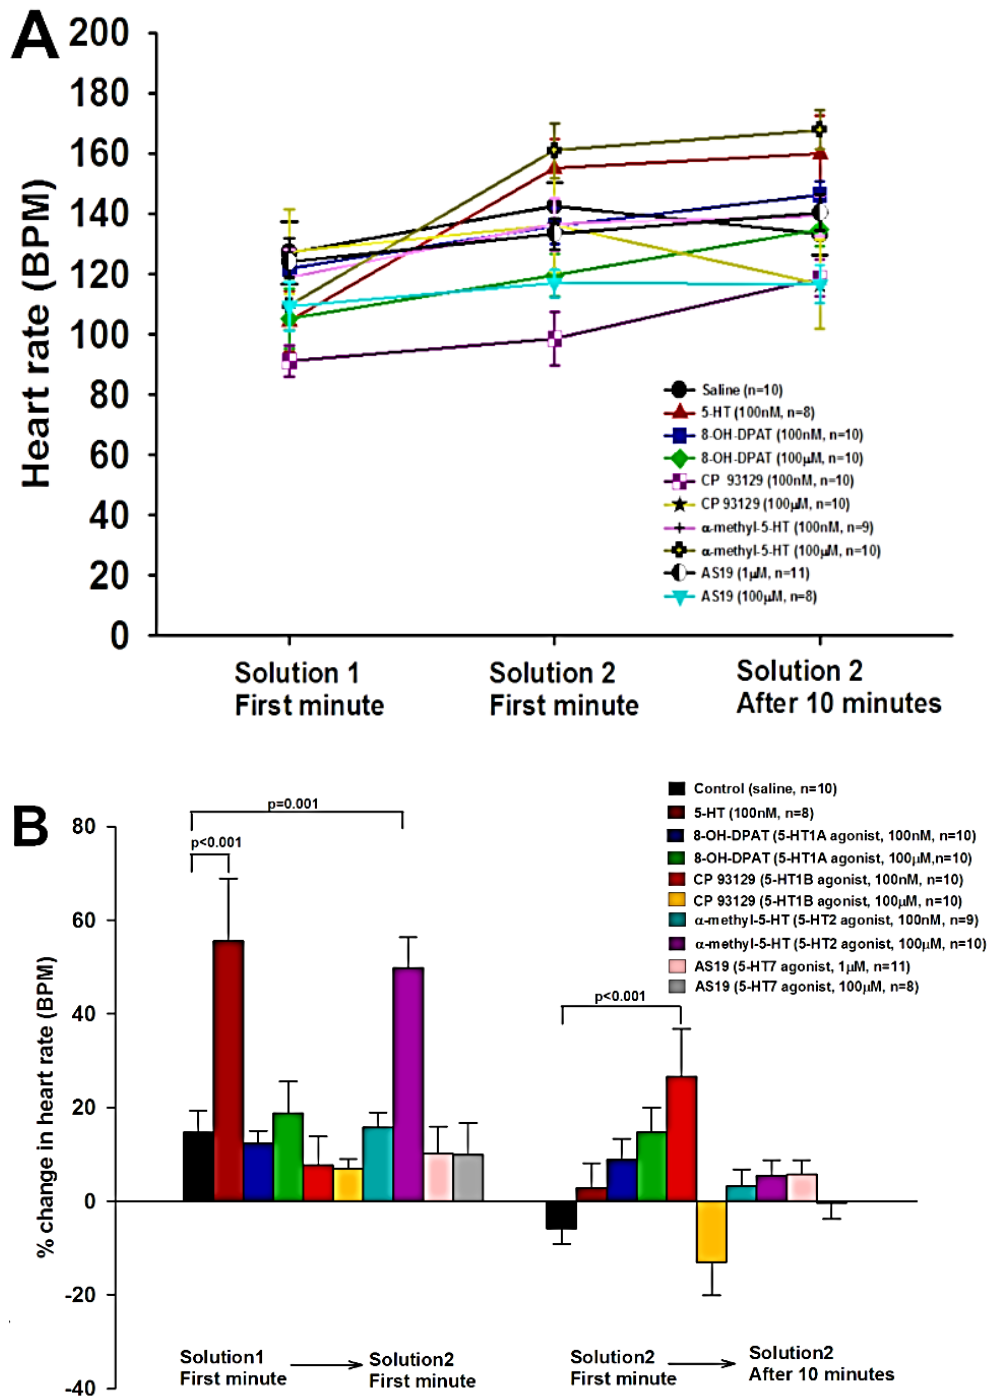 A
200
180
160
140
120
100
80
60
40
20
0
Heart rate (BPM)
Saline (n=10)
5-HT (100nM, n=8)
8-OH-DPAT (100nM, n=10)
8-OH-DPAT (100µM, n=10)
CP 93129 (100nM, n=10)
CP 93129 (100µM, n=10)
α-methyl-5-HT (100nM, n=9)
α-methyl-5-HT (100µM, n=10)
AS19 (1µM, n=11)
AS19 (100µM, n=8)
Solution 1
First minute
Solution 2
First minute
Solution 2
After 10 minutes
B
80
60
40
20
0
-20
-40
% change in heart rate (BPM)
p=0.001
p<0.001
p<0.001
Control (saline, n=10)
5-HT (100nM, n=8)
8-OH-DPAT (5-HT1A agonist, 100nM, n=10)
8-OH-DPAT (5-HT1A agonist, 100µM,n=10)
CP 93129 (5-HT1B agonist, 100nM, n=10)
CP 93129 (5-HT1B agonist, 100µM, n=10)
α-methyl-5-HT (5-HT2 agonist, 100nM, n=9)
α-methyl-5-HT (5-HT2 agonist, 100µM, n=10)
AS19 (5-HT7 agonist, 1µM, n=11)
AS19 (5-HT7 agonist, 100µM, n=8)
Solution1
First minute
Solution2
First minute
Solution2
First minute
Solution2
After 10 minutes